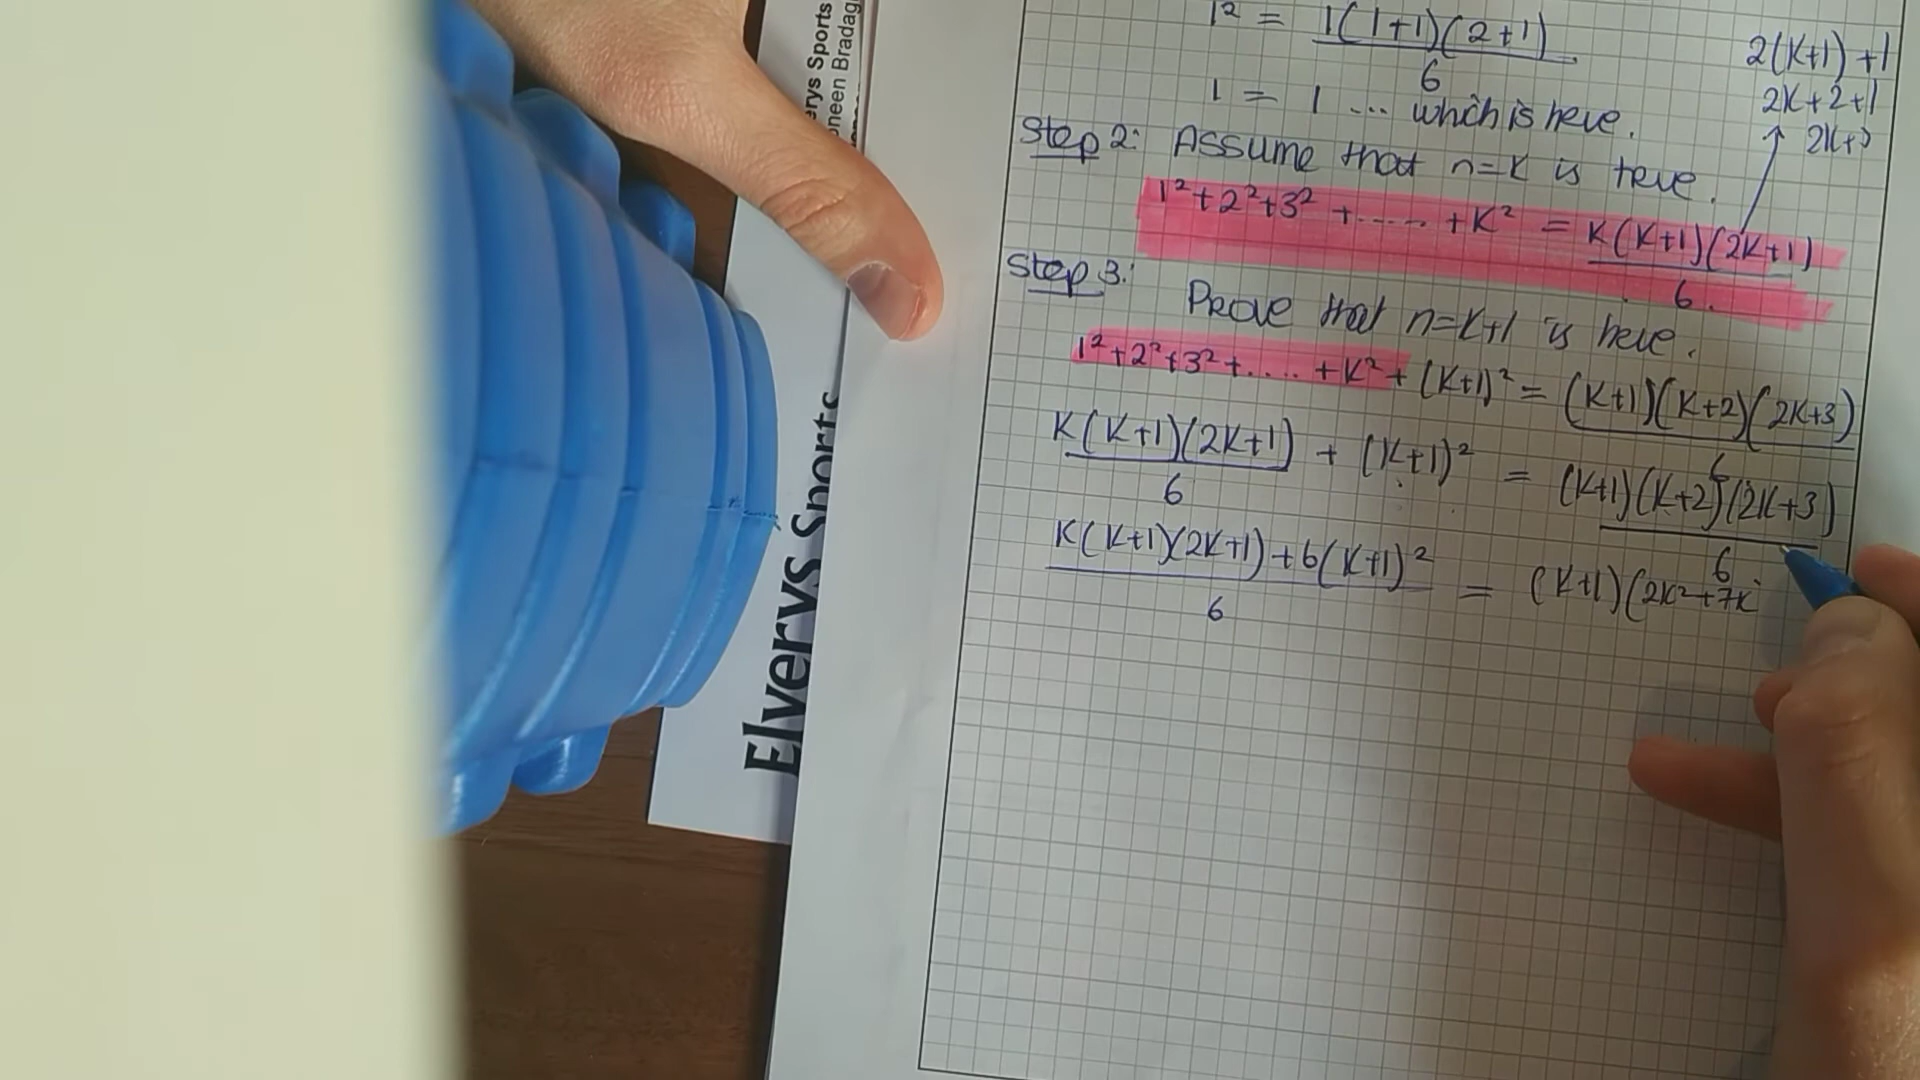 1² = 1(1+1)(2+1)
6
1 = 1 ... which is true.
2(k+1)+1
2k+2+1
2k+3
Step 2: Assume that n=k is true.
1²+2²+3²+.....+k² = k(k+1)(2k+1)
6.
Step 3:
Prove that n=k+1 is true.
1²+2²+3²+....+k²+(k+1)² = (k+1)(k+2)(2k+3)
6
k(k+1)(2k+1) + (k+1)² = (k+1)(k+2)(2k+3)
6 6
k(k+1)(2k+1)+6(k+1)² = (k+1)(2k²+7k
6
Elverys Sports
erys Sports
oneen Bradag